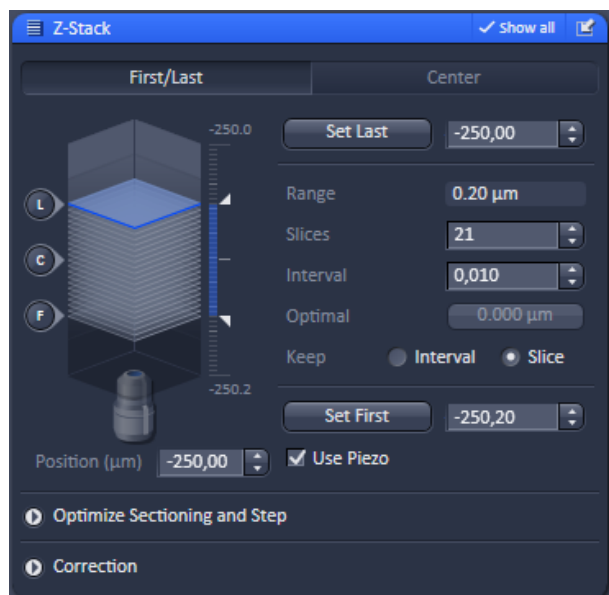 Z-Stack
Show all
First/Last
Center
-250.0
Set Last
-250,00
L
Range
0.20 µm
Slices
21
C
Interval
0,010
F
Optimal
0.000 µm
Keep
Interval
Slice
-250.2
Set First
-250,20
Position (µm)
-250,00
Use Piezo
Optimize Sectioning and Step
Correction